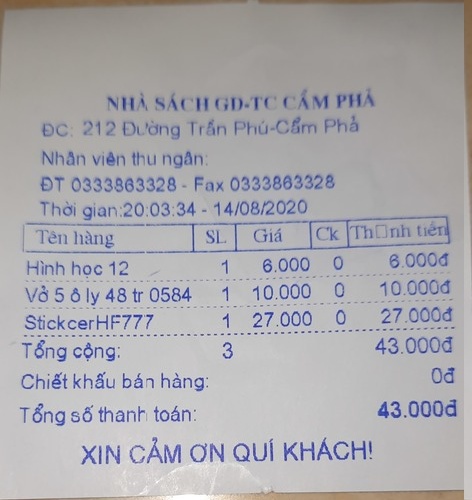 NHÀ SÁCH GD-TC CẨM PHẢ
ĐC: 212 Đường Trần Phú-Cẩm Phả
Nhân viên thu ngân:
ĐT 0333863328 - Fax 0333863328
Thời gian:20:03:34 - 14/08/2020
Tên hàng SL Giá Ck Th□nh tiền
Hình học 12 1 6.000 0 6.000đ
Vở 5 ô ly 48 tr 0584 1 10.000 0 10.000đ
StickcerHF777 1 27.000 0 27.000đ
Tổng cộng: 3 43.000đ
Chiết khấu bán hàng: 0đ
Tổng số thanh toán: 43.000đ
XIN CẢM ƠN QUÍ KHÁCH!